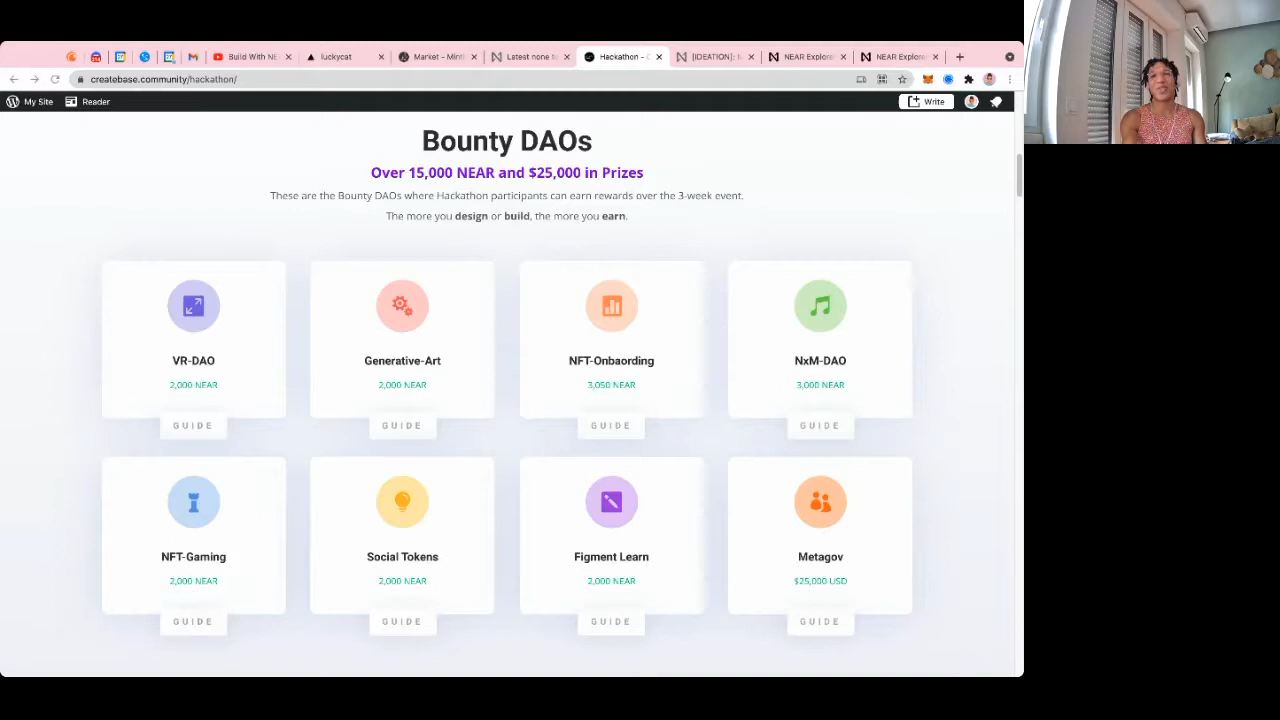 Build With NE
luckycat
Market – Mint
Latest none to
Hackathon – C
[IDEATION]: N
NEAR Explore
NEAR Explore
createbase.community/hackathon/
My Site
Reader
Write
Bounty DAOs
Over 15,000 NEAR and $25,000 in Prizes
These are the Bounty DAOs where Hackathon participants can earn rewards over the 3-week event.
The more you design or build, the more you earn.
VR-DAO
2,000 NEAR
GUIDE
Generative-Art
2,000 NEAR
GUIDE
NFT-Onbaording
3,050 NEAR
GUIDE
NxM-DAO
3,000 NEAR
GUIDE
NFT-Gaming
2,000 NEAR
GUIDE
Social Tokens
2,000 NEAR
GUIDE
Figment Learn
2,000 NEAR
GUIDE
Metagov
$25,000 USD
GUIDE